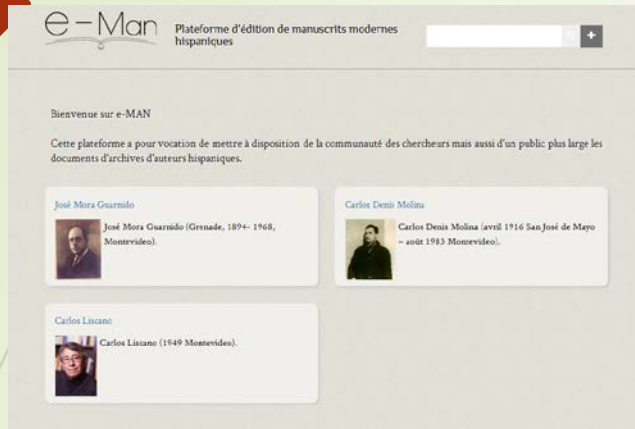 e-Man
Plateforme d'édition de manuscrits modernes
hispaniques
+
Bienvenue sur e-MAN
Cette plateforme a pour vocation de mettre à disposition de la communauté des chercheurs mais aussi d'un public plus large les
documents d'archives d'auteurs hispaniques.
José Mora Guarnido
José Mora Guarnido (Grenade, 1894- 1968,
Montevideo).
Carlos Denis Molina
Carlos Denis Molina (avril 1916 San José de Mayo
– août 1983 Montevideo).
Carlos Liscano
Carlos Liscano (1949 Montevideo).